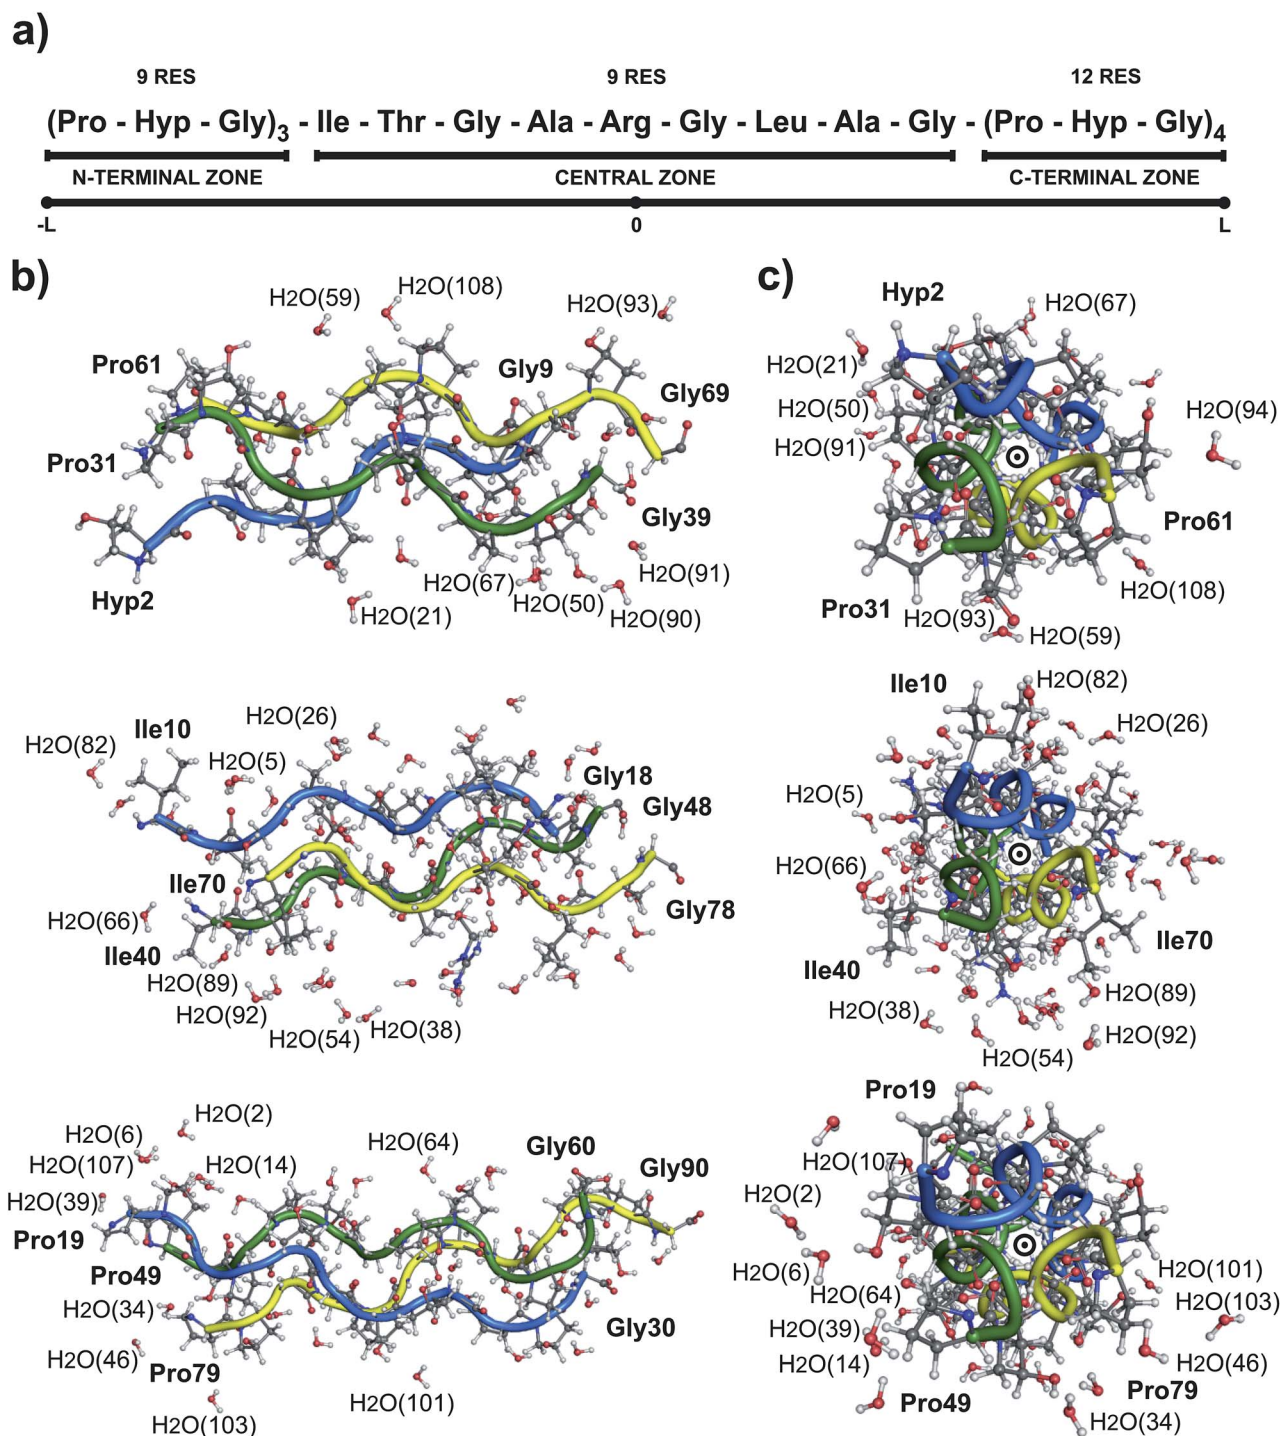 a)
9 RES 9 RES 12 RES
(Pro - Hyp - Gly)3 - Ile - Thr - Gly - Ala - Arg - Gly - Leu - Ala - Gly - (Pro - Hyp - Gly)4
N-TERMINAL ZONE CENTRAL ZONE C-TERMINAL ZONE
-L 0 L
b)
H2O(59)
H2O(108)
H2O(93)
Pro61
Gly9
Gly69
Pro31
Gly39
Hyp2
H2O(21)
H2O(67)
H2O(50)
H2O(91)
H2O(90)
Ile10
H2O(26)
H2O(82)
H2O(5)
Gly18
Gly48
Ile70
H2O(66)
Gly78
Ile40
H2O(89)
H2O(92)
H2O(54)
H2O(38)
H2O(2)
H2O(6)
H2O(107)
H2O(14)
H2O(64)
Gly60
Gly90
H2O(39)
Pro19
Pro49
H2O(34)
Gly30
H2O(46)
Pro79
H2O(101)
H2O(103)
c)
Hyp2
H2O(67)
H2O(21)
H2O(50)
H2O(94)
H2O(91)
Pro61
Pro31
H2O(93)
H2O(108)
H2O(59)
Ile10
H2O(82)
H2O(26)
H2O(5)
H2O(66)
Ile70
Ile40
H2O(89)
H2O(38)
H2O(92)
H2O(54)
Pro19
H2O(107)
H2O(2)
H2O(6)
H2O(101)
H2O(64)
H2O(103)
H2O(39)
H2O(14)
H2O(46)
Pro79
Pro49
H2O(34)